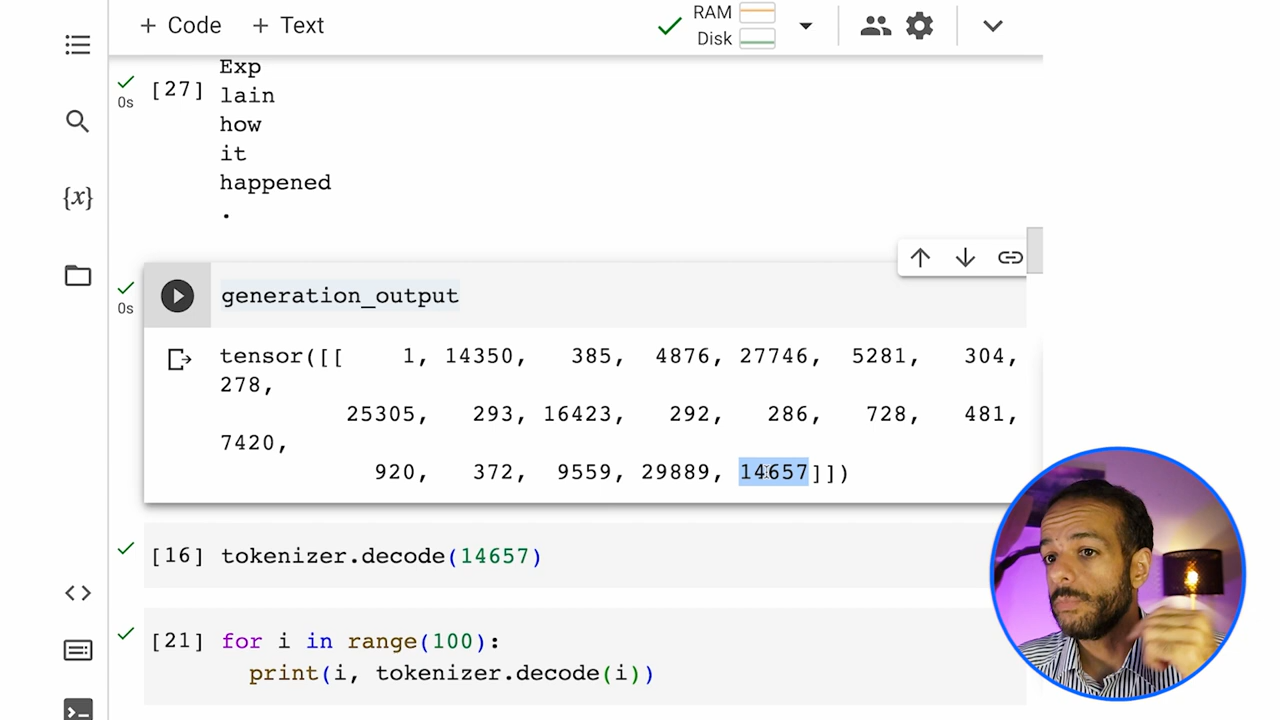 + Code + Text
RAM
Disk
Exp
[27] lain
0s
how
it
happened
.
{x}
generation_output
0s
tensor([[ 1, 14350, 385, 4876, 27746, 5281, 304,
278,
25305, 293, 16423, 292, 286, 728, 481,
7420,
920, 372, 9559, 29889, 14657]])
[16] tokenizer.decode(14657)
[21] for i in range(100):
print(i, tokenizer.decode(i))